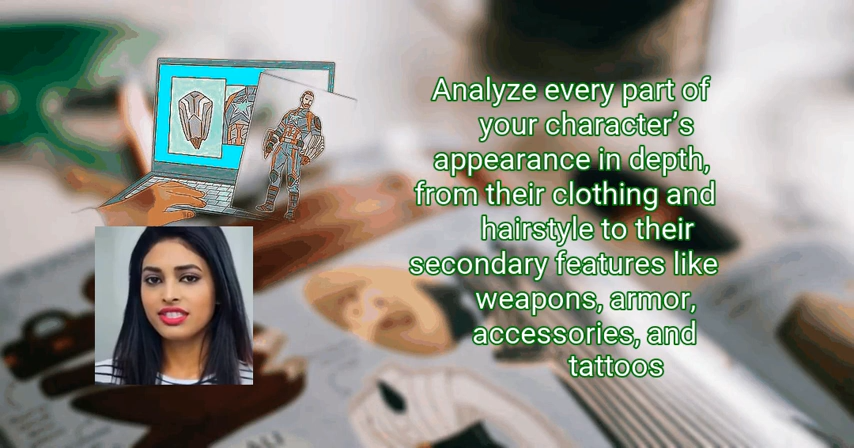 Analyze every part of
your character’s
appearance in depth,
from their clothing and
hairstyle to their
secondary features like
weapons, armor,
accessories, and
tattoos